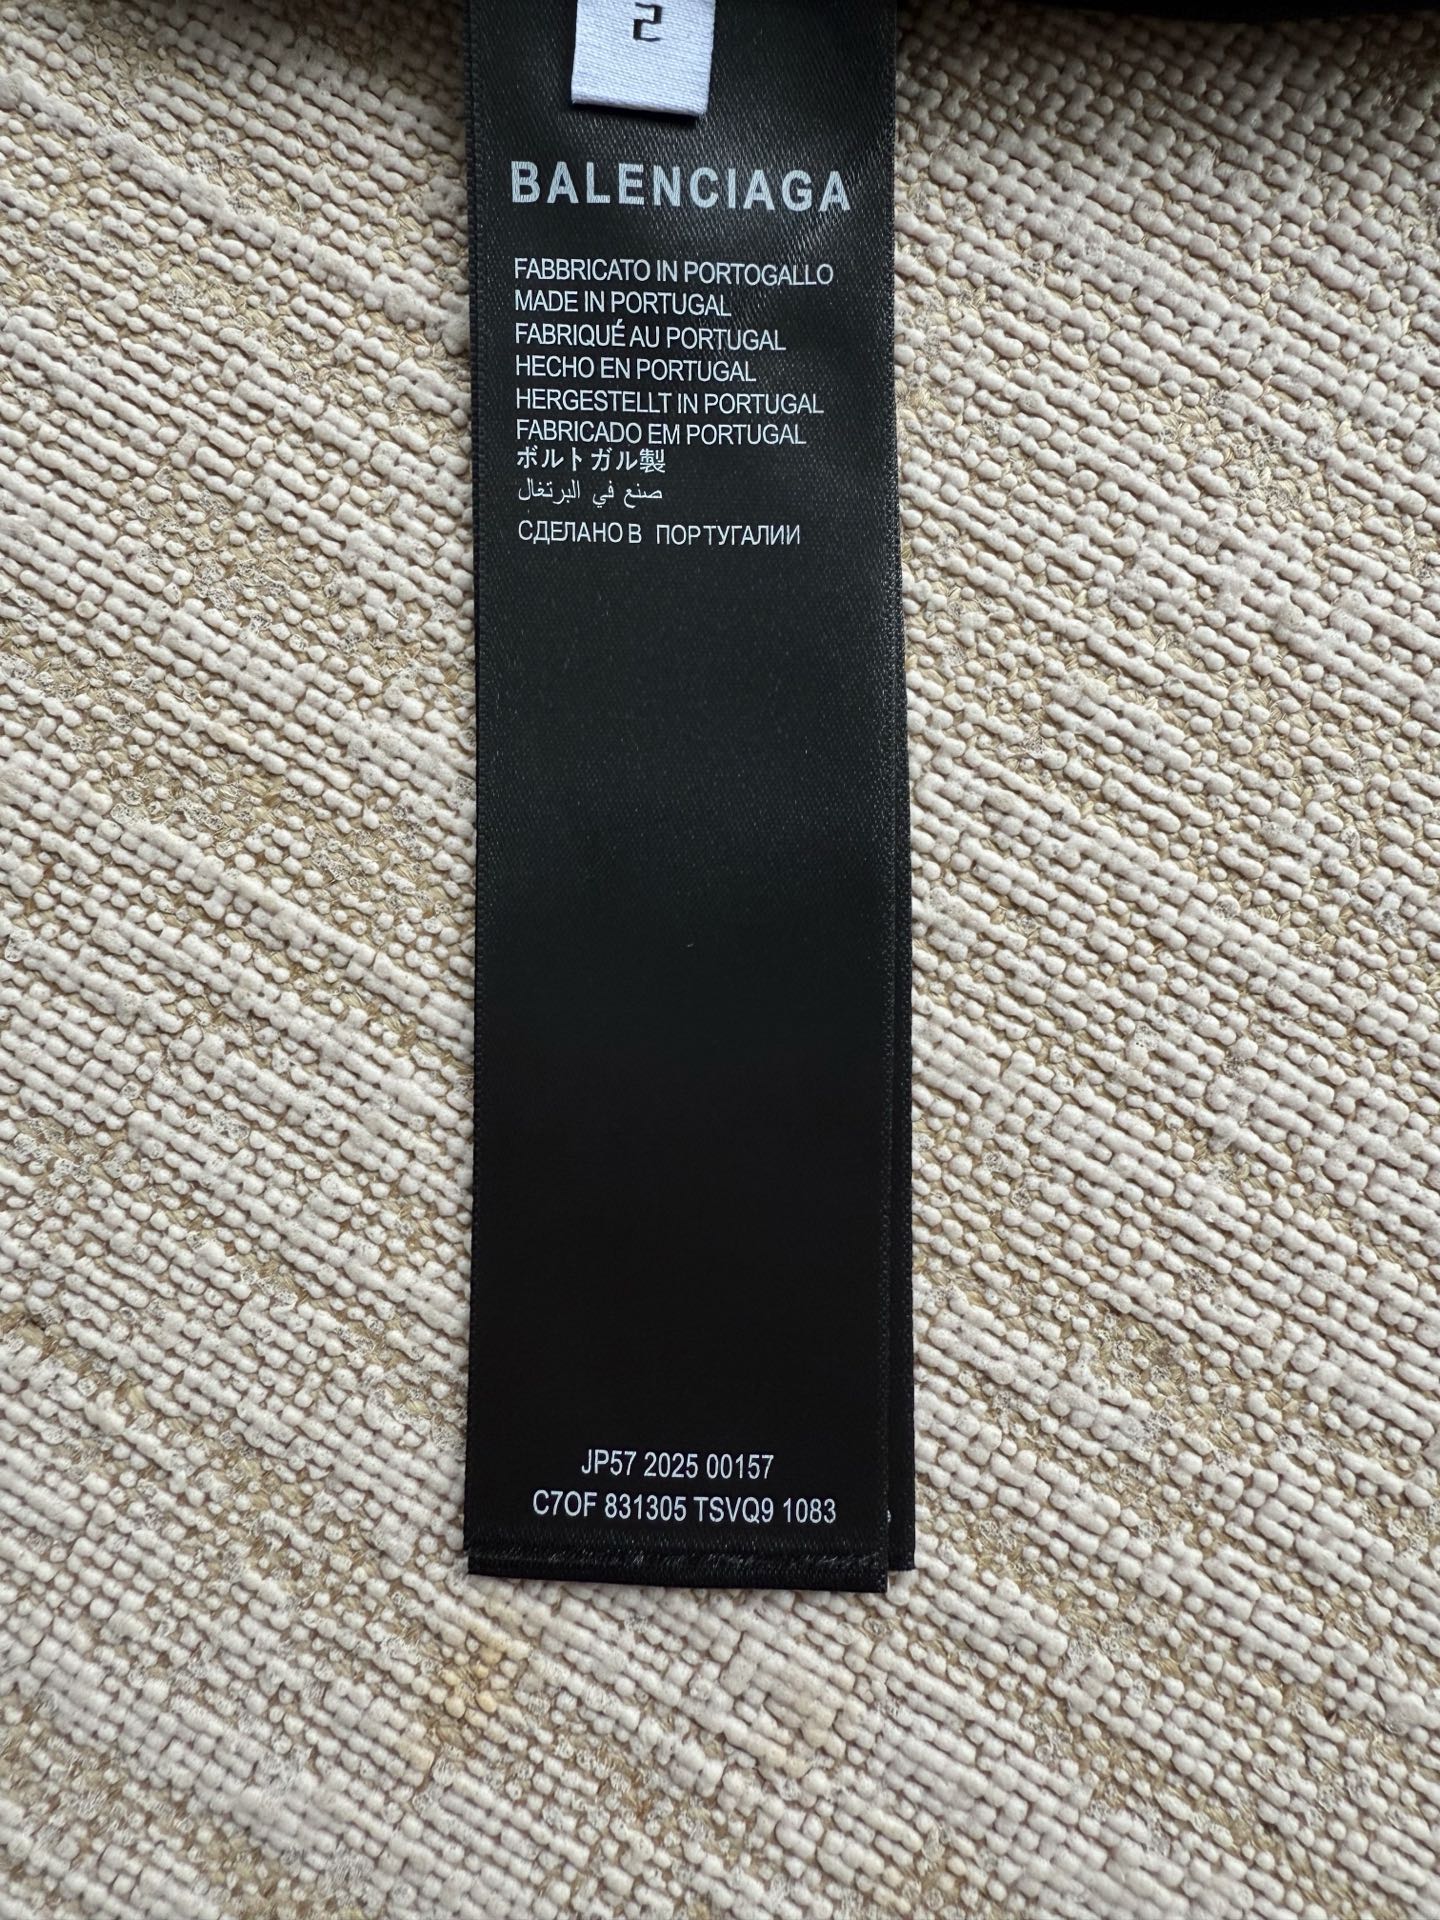 2
BALENCIAGA
FABBRICATO IN PORTOGALLO
MADE IN PORTUGAL
FABRIQUÉ AU PORTUGAL
HECHO EN PORTUGAL
HERGESTELLT IN PORTUGAL
FABRICADO EM PORTUGAL
ボルトガル製
صنع في البرتغال
СДЕЛАНО В ПОРТУГАЛИИ
JP57 2025 00157
C7OF 831305 TSVQ9 1083